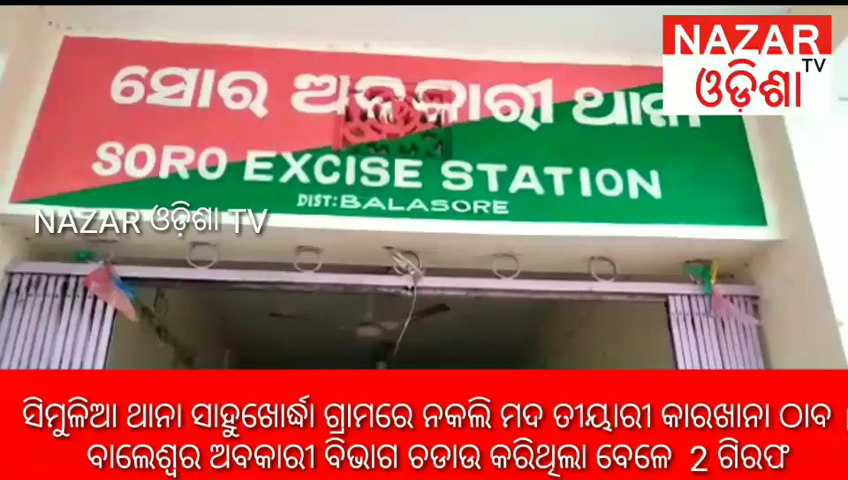 NAZAR
ଓଡ଼ିଶା TV
ସୋର ଅବକାରୀ ଥାନା
SORO EXCISE STATION
DIST: BALASORE
NAZAR ଓଡ଼ିଶା TV
ସିମୁଳିଆ ଥାନା ସାହୁଖୋର୍ଦ୍ଧା ଗ୍ରାମରେ ନକଲି ମଦ ତୀୟାରୀ କାରଖାନା ଠାବ ।
ବାଲେଶ୍ୱର ଅବକାରୀ ବିଭାଗ ଚଡାଉ କରିଥିଲା ବେଳେ 2 ଗିରଫ